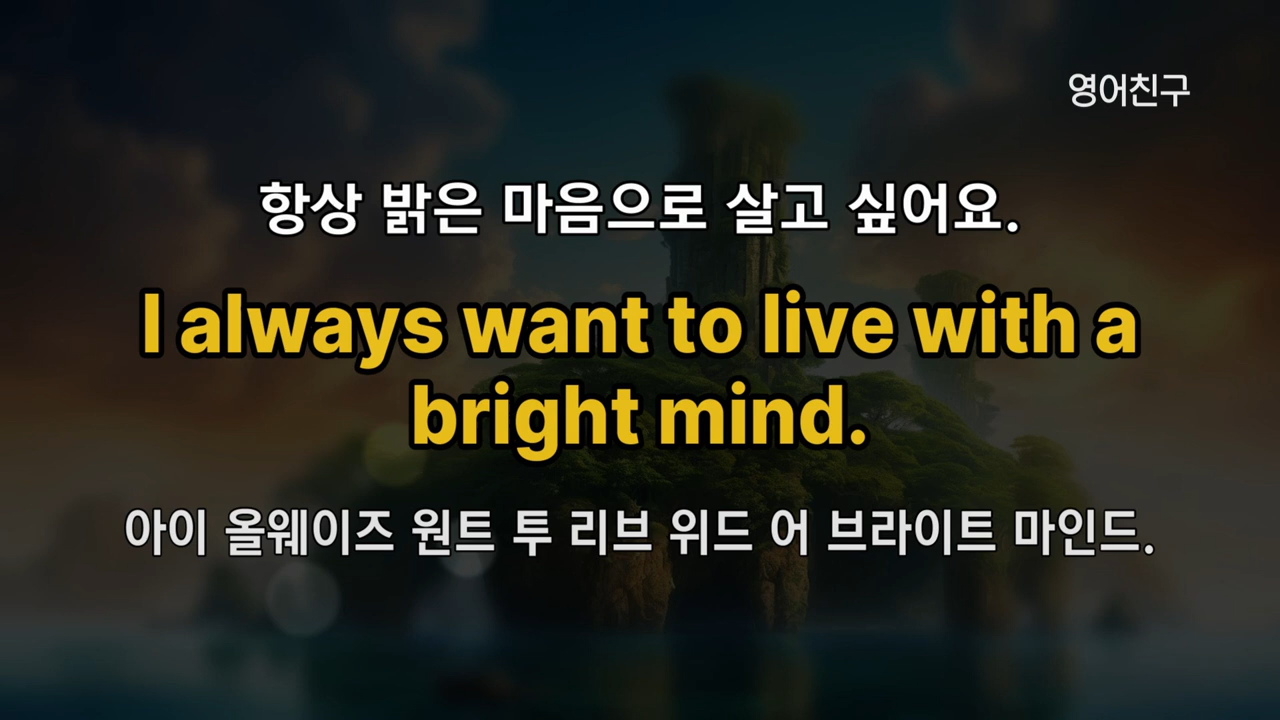 영어친구
항상 밝은 마음으로 살고 싶어요.
I always want to live with a
bright mind.
아이 올웨이즈 원트 투 리브 위드 어 브라이트 마인드.